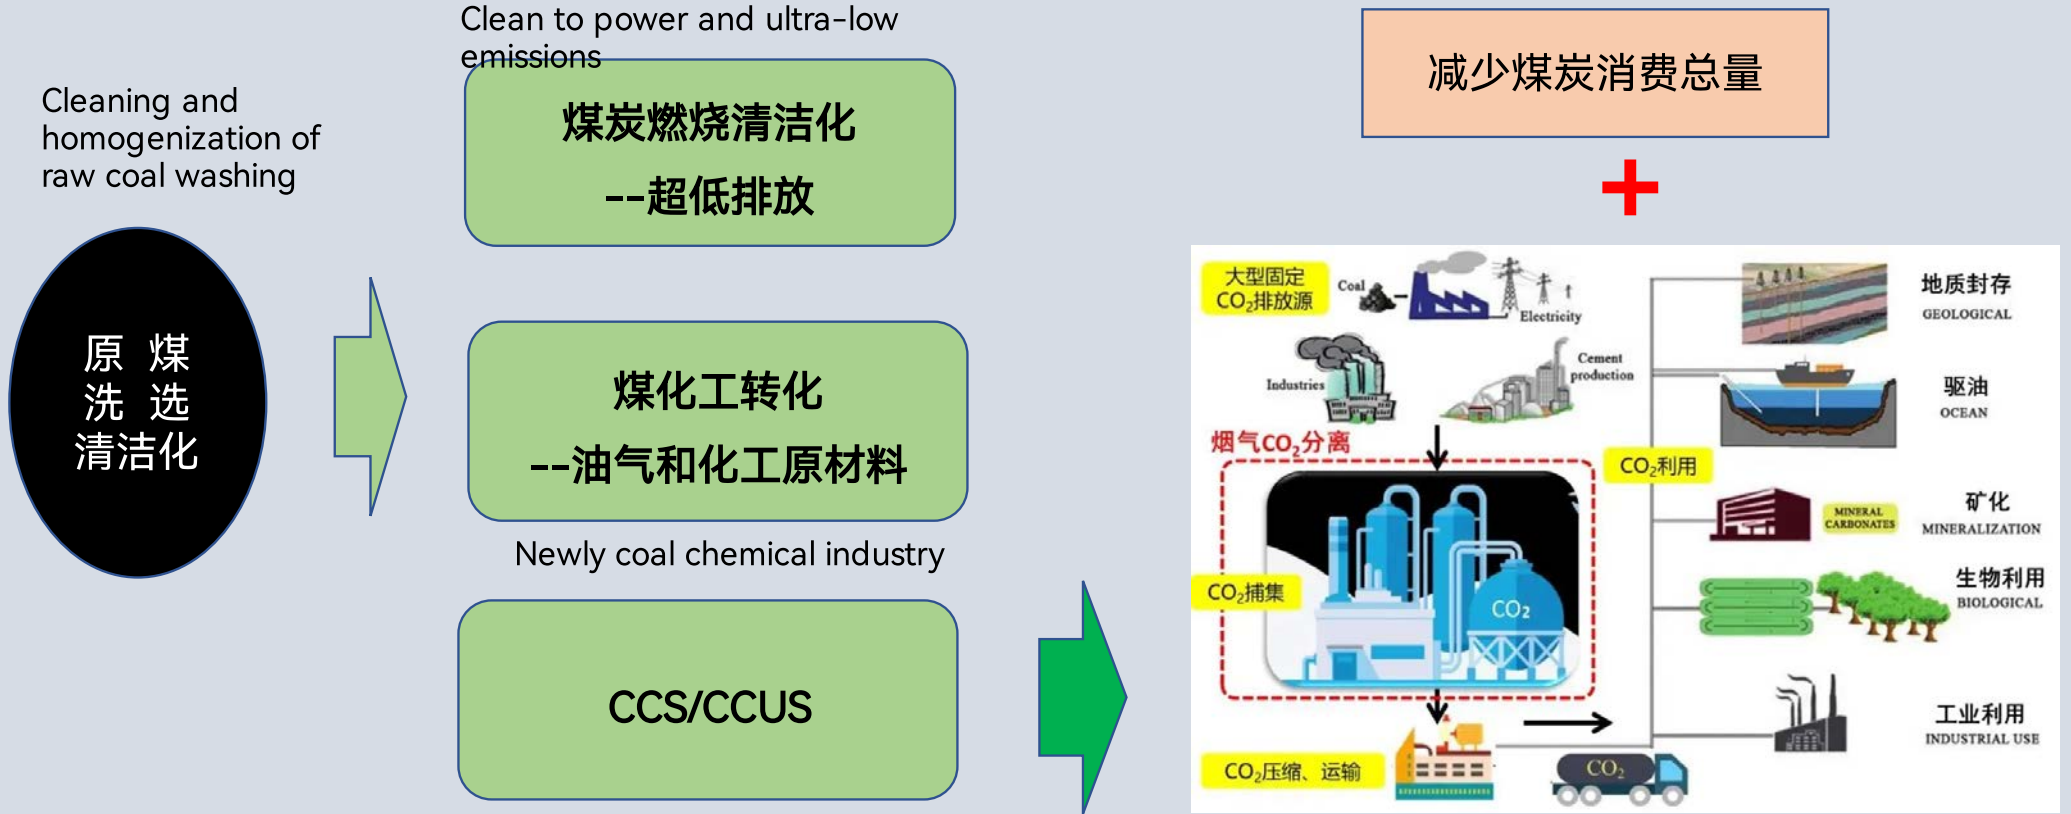 Cleaning and
homogenization of
raw coal washing
原 煤
洗 选
清洁化
Clean to power and ultra-low
emissions
煤炭燃烧清洁化
--超低排放
煤化工转化
--油气和化工原材料
Newly coal chemical industry
CCS/CCUS
减少煤炭消费总量
+
大型固定
CO₂排放源
Coal
Electricity
Industries
Cement
production
烟气CO₂分离
CO₂捕集
CO₂
CO₂压缩、运输
CO₂
CO₂利用
地质封存
GEOLOGICAL
驱油
OCEAN
矿化
MINERALIZATION
MINERAL
CARBONATES
生物利用
BIOLOGICAL
工业利用
INDUSTRIAL USE